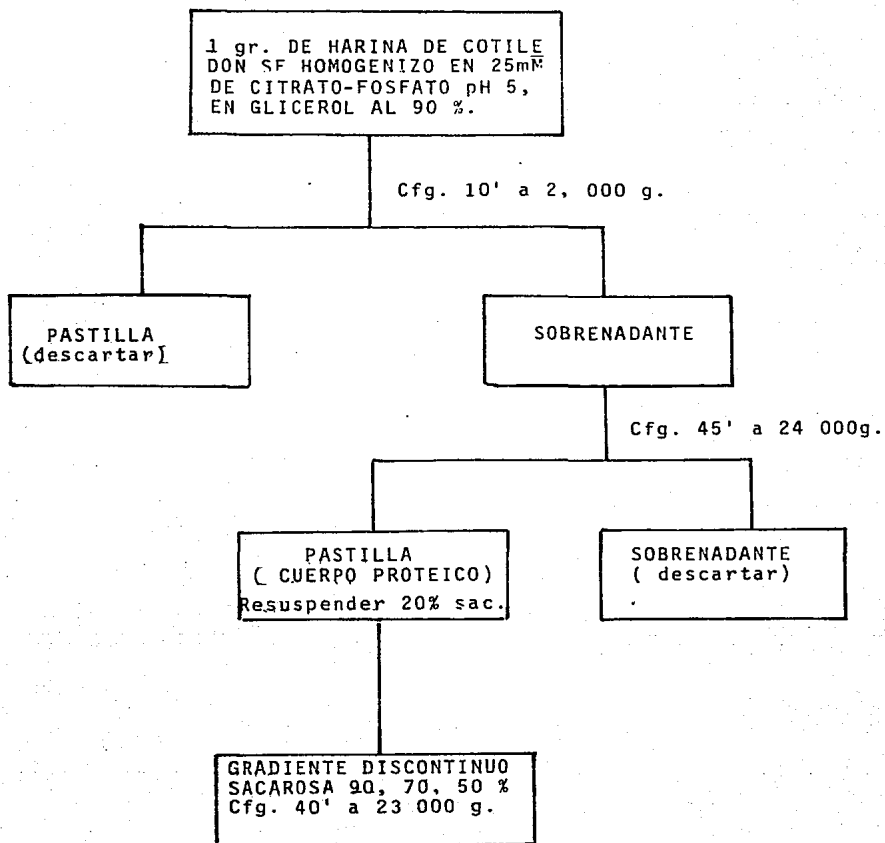 1 gr. DE HARINA DE COTILE
DON SE HOMOGENIZO EN 25mM
DE CITRATO-FOSFATO pH 5,
EN GLICEROL AL 90 %.
Cfg. 10' a 2, 000 g.
PASTILLA
(descartar)
SOBRENADANTE
Cfg. 45' a 24 000g.
PASTILLA
( CUERPO PROTEICO)
Resuspender 20% sac.
SOBRENADANTE
( descartar)
GRADIENTE DISCONTINUO
SACAROSA 90, 70, 50 %
Cfg. 40' a 23 000 g.